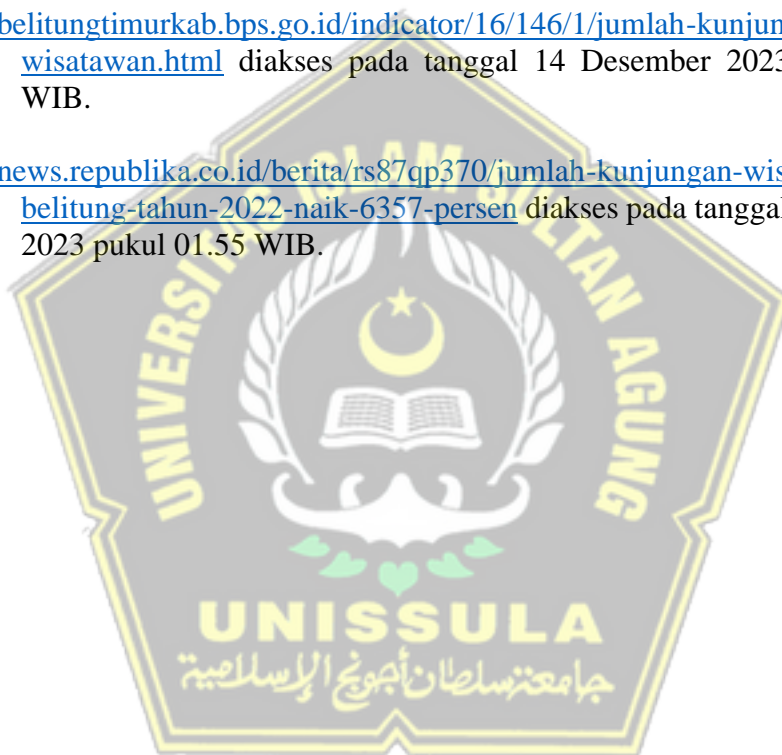 belitungtimurkab.bps.go.id/indicator/16/146/1/jumlah-kunjun
wisatawan.html diakses pada tanggal 14 Desember 2023
WIB.
news.republika.co.id/berita/rs87qp370/jumlah-kunjungan-wis
belitung-tahun-2022-naik-6357-persen diakses pada tanggal
2023 pukul 01.55 WIB.
UNIVERSITAS ISLAM SULTAN AGUNG
UNISSULA
جامعتنسلطان أجونج الإسلامية